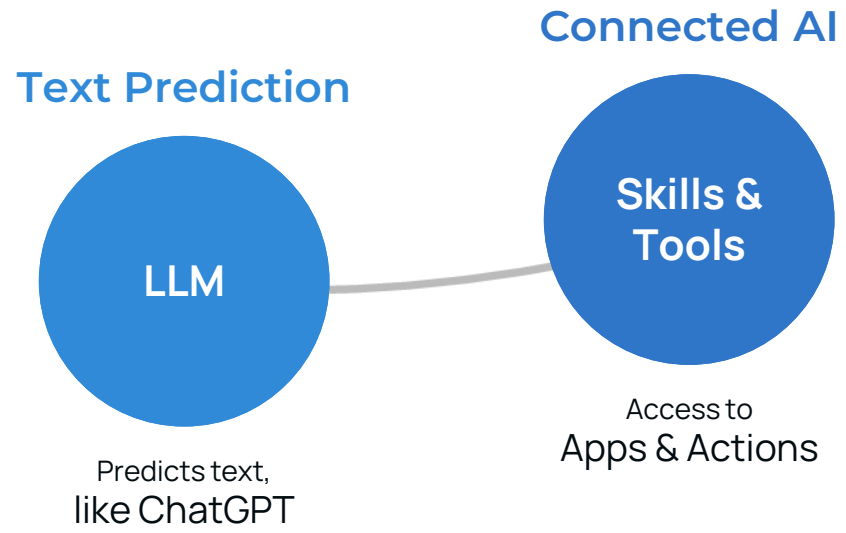 Text Prediction
LLM
Predicts text,
like ChatGPT
Connected AI
Skills &
Tools
Access to
Apps & Actions